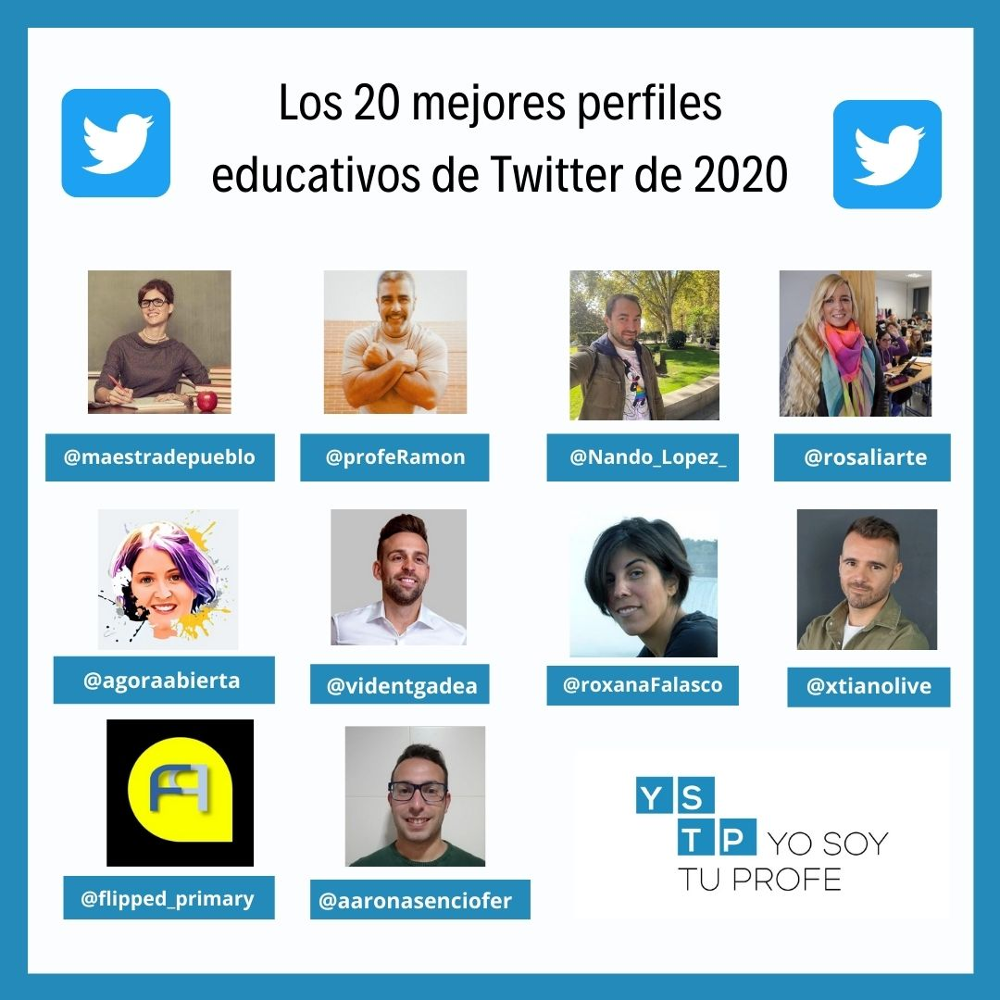 Los 20 mejores perfiles
educativos de Twitter de 2020
@maestradepueblo
@profeRamon
@Nando_Lopez_
@rosaliarte
@agoraabierta
@videntgadea
@roxanaFalasco
@xtianolive
@flipped_primary
@aaronasenciofer
Y S
T P YO SOY
TU PROFE